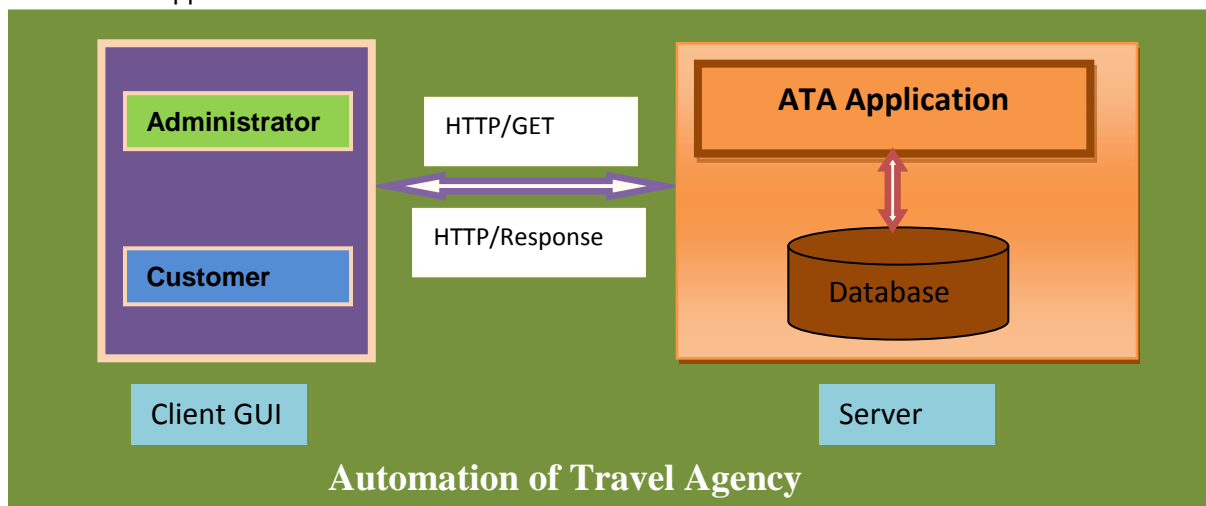 Administrator
Customer
HTTP/GET
HTTP/Response
ATA Application
Database
Client GUI
Server
Automation of Travel Agency